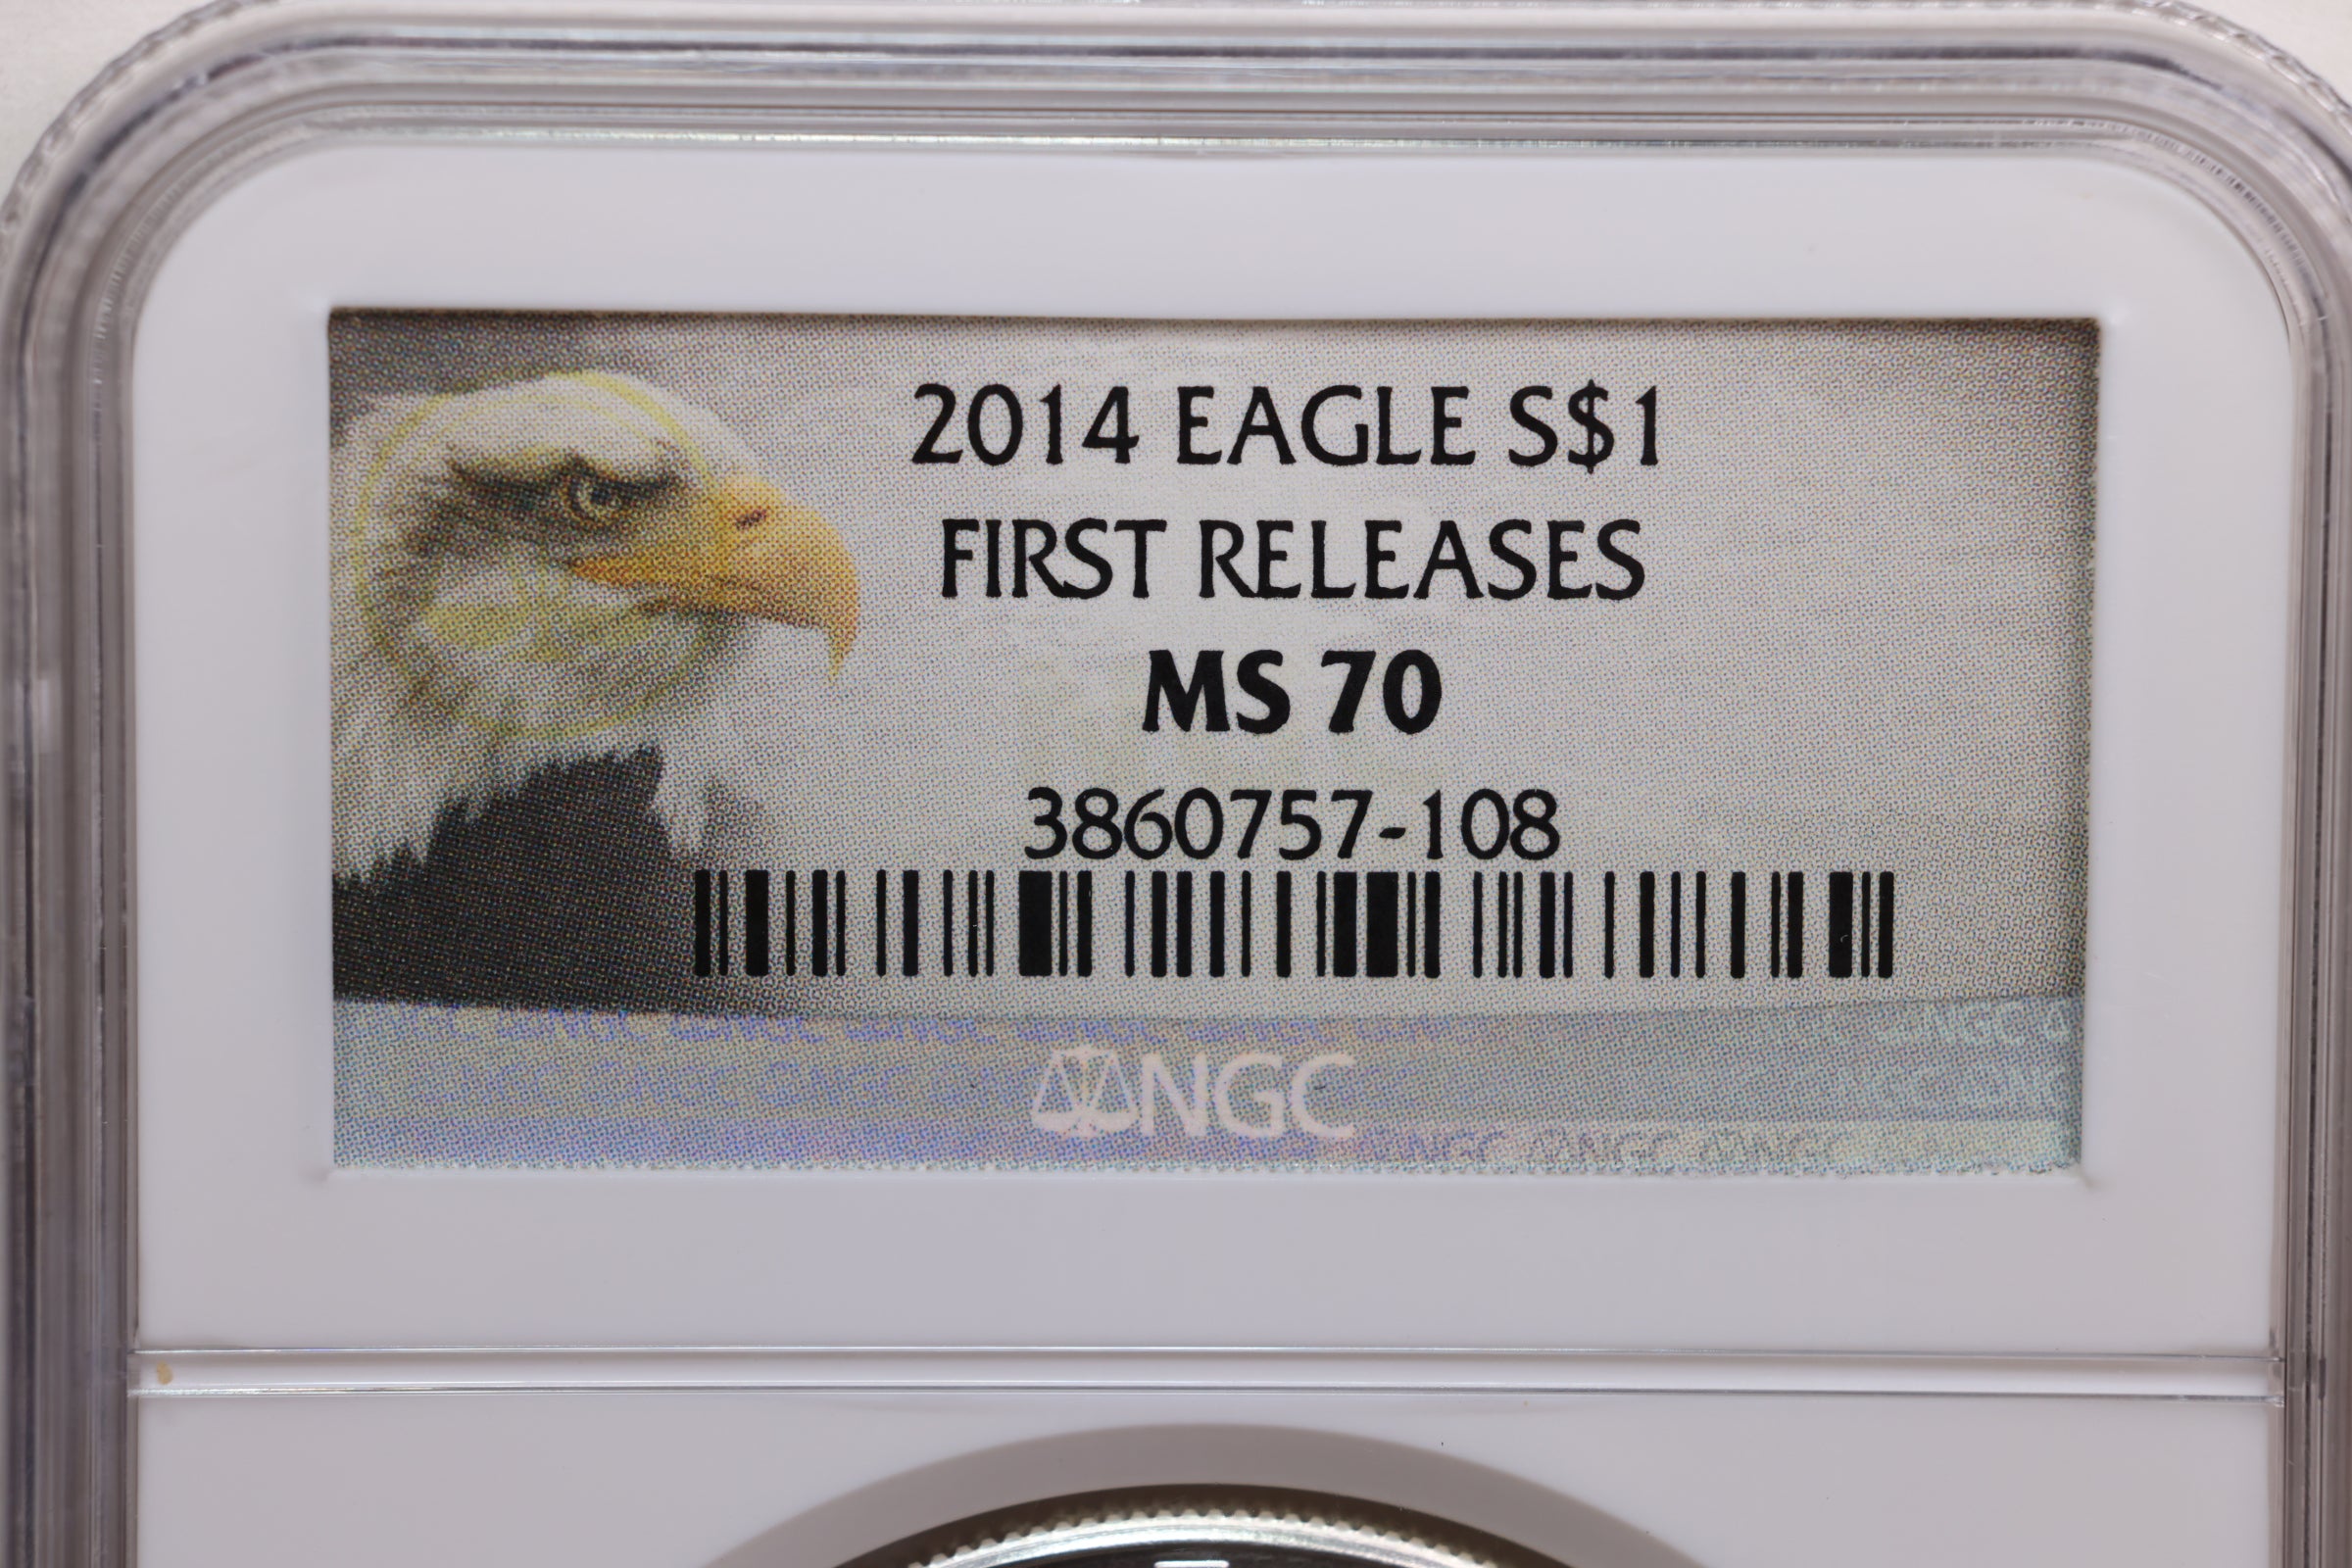 2014 EAGLE S$1
FIRST RELEASES
MS 70
3860757-108
NGC